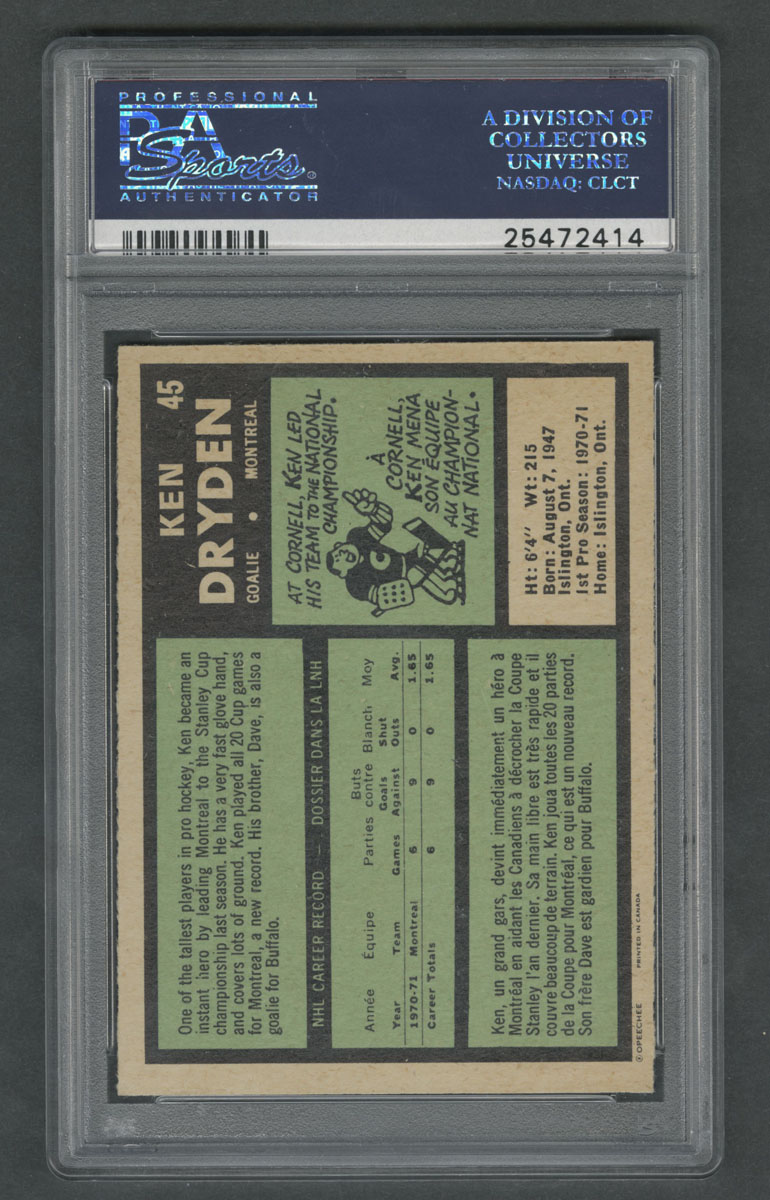 PROFESSIONAL
PSA
Sports®
AUTHENTICATOR
A DIVISION OF
COLLECTORS
UNIVERSE
NASDAQ: CLCT
25472414
KEN 45
DRYDEN
GOALIE • MONTREAL
One of the tallest players in pro hockey, Ken became an
instant hero by leading Montreal to the Stanley Cup
championship last season. He has a very fast glove hand,
and covers lots of ground. Ken played all 20 Cup games
for Montreal, a new record. His brother, Dave, is also a
goalie for Buffalo.
AT CORNELL, KEN LED
HIS TEAM TO THE NATIONAL
CHAMPIONSHIP.
À
CORNELL,
KEN MENA
SON ÉQUIPE
AU CHAMPION-
NAT NATIONAL.
C
NHL CAREER RECORD — DOSSIER DANS LA LNH
Année Équipe Parties Buts contre Blanch Moy
Year Team Games Goals Against Shut Outs Avg.
1970-71 Montreal 6 9 0 1.65
Career Totals 6 9 0 1.65
Ht: 6'4" Wt: 215
Born: August 7, 1947
Islington, Ont.
1st Pro Season: 1970-71
Home: Islington, Ont.
Ken, un grand gars, devint immédiatement un héro à
Montréal en aidant les Canadiens à décrocher la Coupe
Stanley l'an dernier. Sa main libre est très rapide et il
couvre beaucoup de terrain. Ken joua toutes les 20 parties
de la Coupe pour Montréal, ce qui est un nouveau record.
Son frère Dave est gardien pour Buffalo.
© OPEECHEE PRINTED IN CANADA